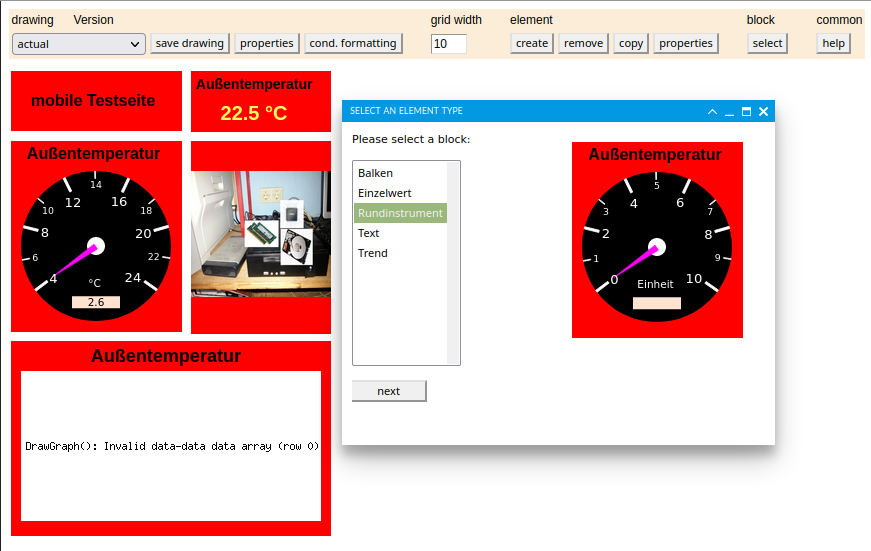 drawing Version grid width element block common
actual save drawing properties cond. formatting 10 create remove copy properties select help
mobile Testseite
Außentemperatur
22.5 °C
Außentemperatur
4 6 8 10 12 14 16 18 20 22 24
°C
2.6
SELECT AN ELEMENT TYPE
Please select a block:
Balken
Einzelwert
Rundinstrument
Text
Trend
next
Außentemperatur
0 1 2 3 4 5 6 7 8 9 10
Einheit
Außentemperatur
DrawGraph(): Invalid data-data data array (row 0)